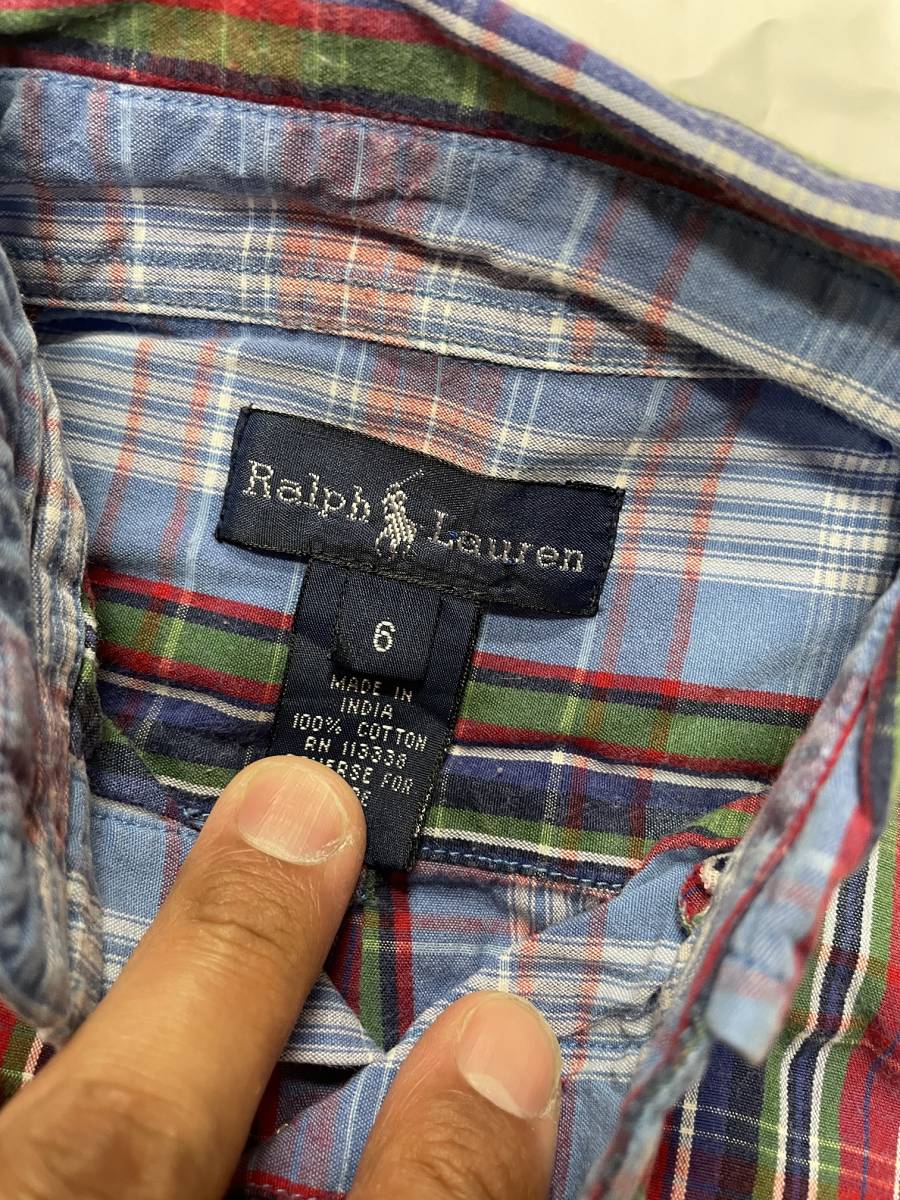 Ralph Lauren
6
MADE IN
INDIA
100% COTTON
RN 113338
FOR